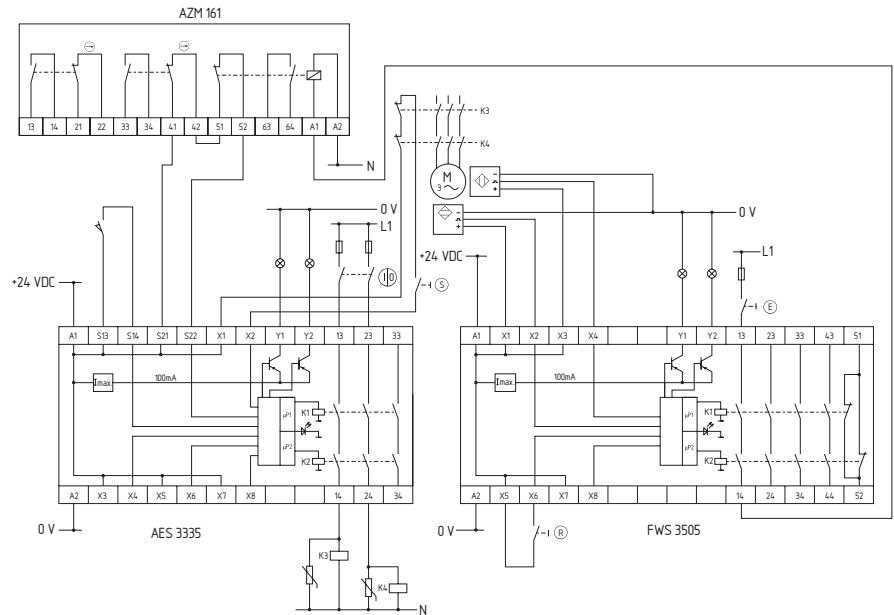 AZM 161
13 14 21 22 33 34 41 42 51 52 63 64 A1 A2
N
K3
K4
M
3
0 V
L1
+24 VDC
I 0
S
0 V
L1
+24 VDC
E
A1 S13 S14 S21 S22 X1 X2 Y1 Y2 13 23 33
Imax.
100mA
µP1
K1
µP2
K2
A2 X3 X4 X5 X6 X7 X8 14 24 34
0 V
AES 3335
K3
K4
N
A1 X1 X2 X3 X4 Y1 Y2 13 23 33 43 51
Imax.
100mA
µP1
K1
µP2
K2
A2 X5 X6 X7 X8 14 24 34 44 52
0 V
R
FWS 3505